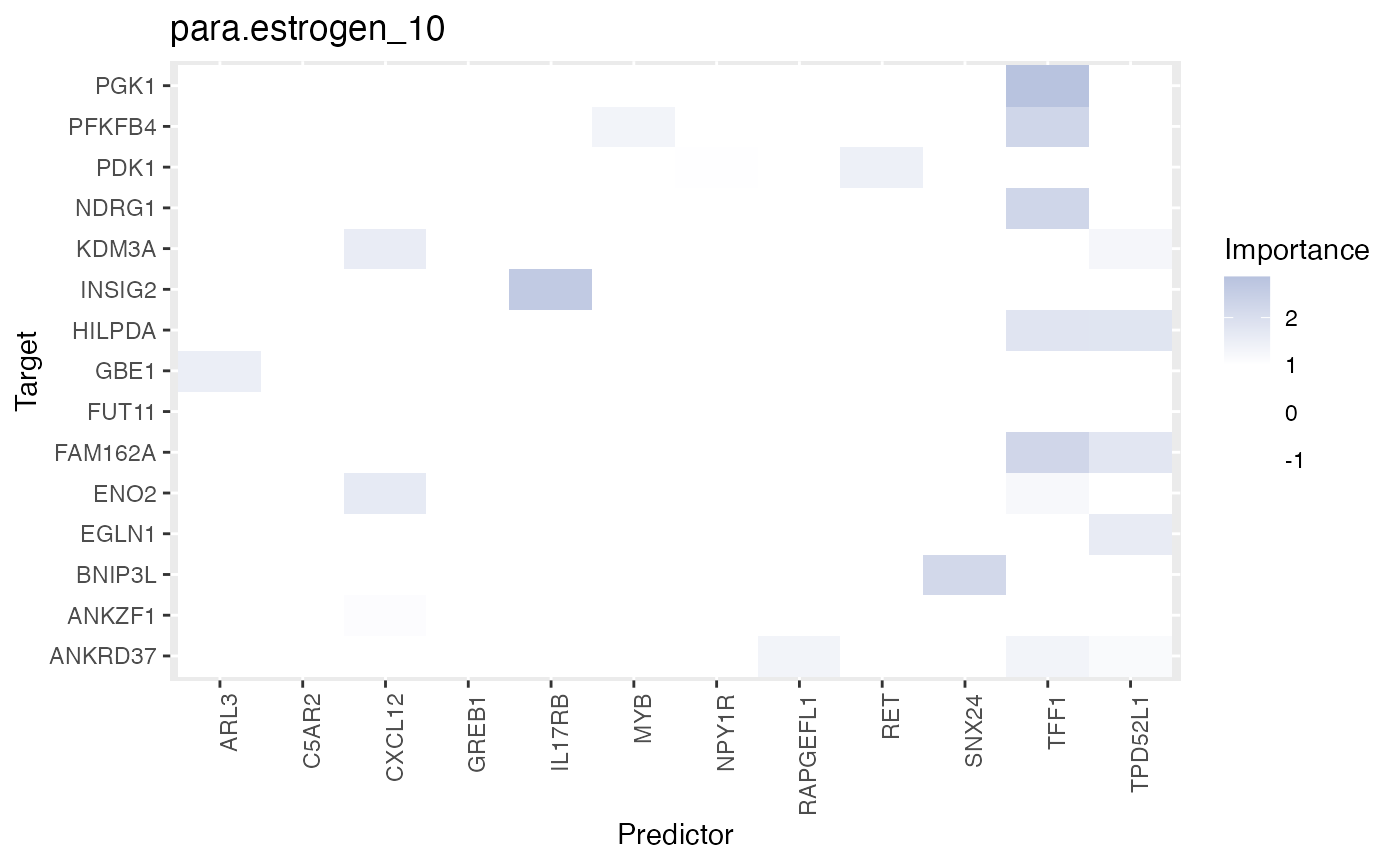 para.estrogen_10
PGK1
PFKFB4
PDK1
NDRG1
KDM3A
INSIG2
HILPDA
GBE1
FUT11
FAM162A
ENO2
EGLN1
BNIP3L
ANKZF1
ANKRD37
Target
ARL3
C5AR2
CXCL12
GREB1
IL17RB
MYB
NPY1R
RAPGEFL1
RET
SNX24
TFF1
TPD52L1
Predictor
Importance
2
1
0
-1